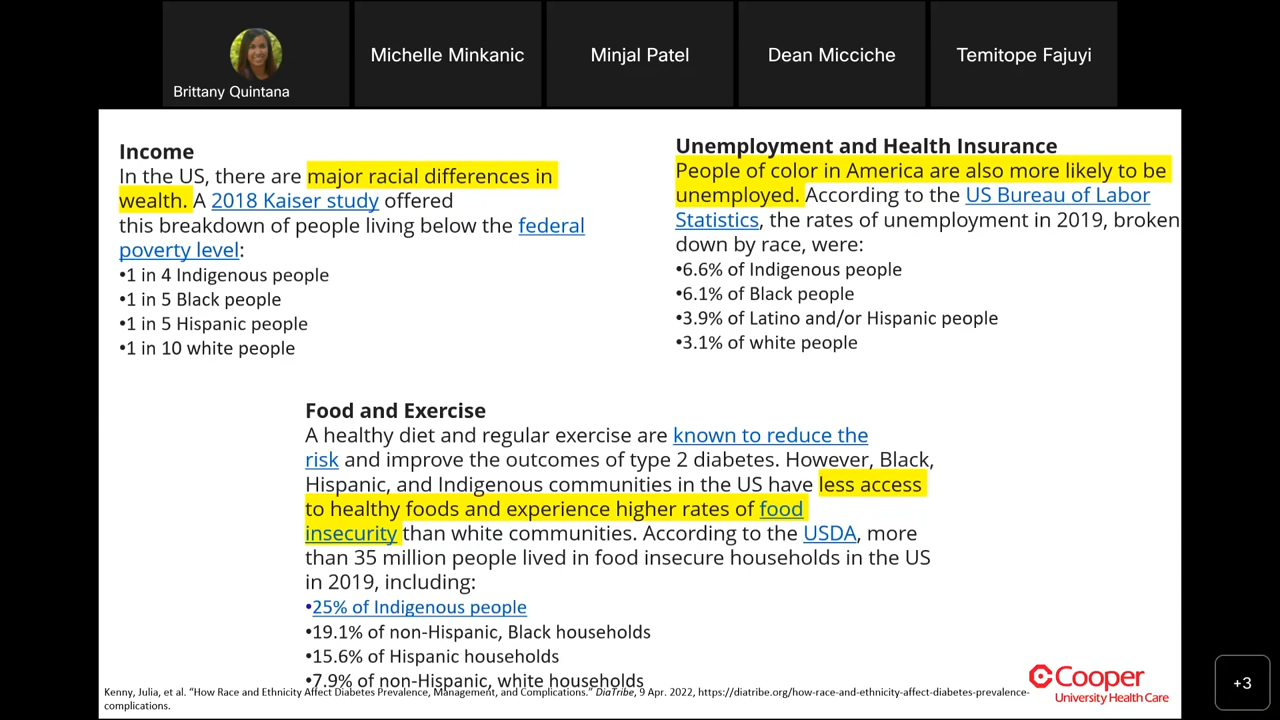 Brittany Quintana
Michelle Minkanic
Minjal Patel
Dean Micciche
Temitope Fajuyi
Income
In the US, there are major racial differences in
wealth. A 2018 Kaiser study offered
this breakdown of people living below the federal
poverty level:
•1 in 4 Indigenous people
•1 in 5 Black people
•1 in 5 Hispanic people
•1 in 10 white people
Unemployment and Health Insurance
People of color in America are also more likely to be
unemployed. According to the US Bureau of Labor
Statistics, the rates of unemployment in 2019, broken
down by race, were:
•6.6% of Indigenous people
•6.1% of Black people
•3.9% of Latino and/or Hispanic people
•3.1% of white people
Food and Exercise
A healthy diet and regular exercise are known to reduce the
risk and improve the outcomes of type 2 diabetes. However, Black,
Hispanic, and Indigenous communities in the US have less access
to healthy foods and experience higher rates of food
insecurity than white communities. According to the USDA, more
than 35 million people lived in food insecure households in the US
in 2019, including:
•25% of Indigenous people
•19.1% of non-Hispanic, Black households
•15.6% of Hispanic households
•7.9% of non-Hispanic, white households
Kenny, Julia, et al. “How Race and Ethnicity Affect Diabetes Prevalence, Management, and Complications.” DiaTribe, 9 Apr. 2022, https://diatribe.org/how-race-and-ethnicity-affect-diabetes-prevalence-
complications.
Cooper
University Health Care
+3